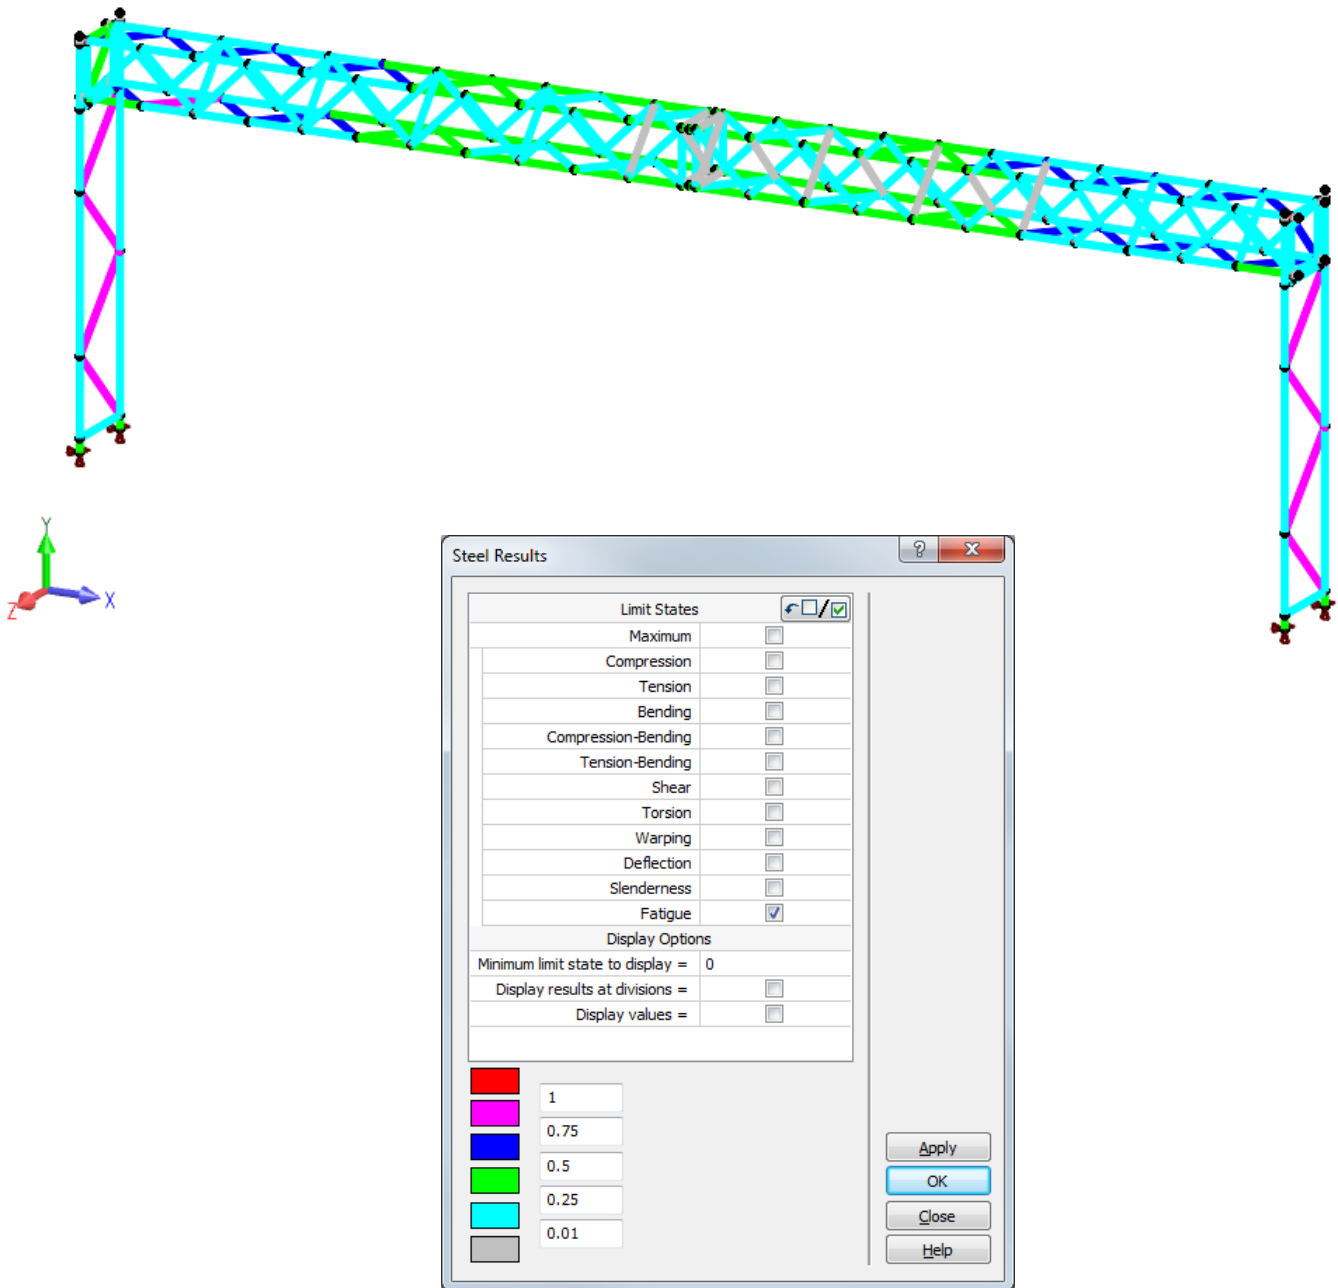 Y
Z
X
Steel Results
?
X
Limit States
/
Maximum
Compression
Tension
Bending
Compression-Bending
Tension-Bending
Shear
Torsion
Warping
Deflection
Slenderness
Fatigue
Display Options
Minimum limit state to display = 0
Display results at divisions =
Display values =
1
0.75
0.5
0.25
0.01
Apply
OK
Close
Help